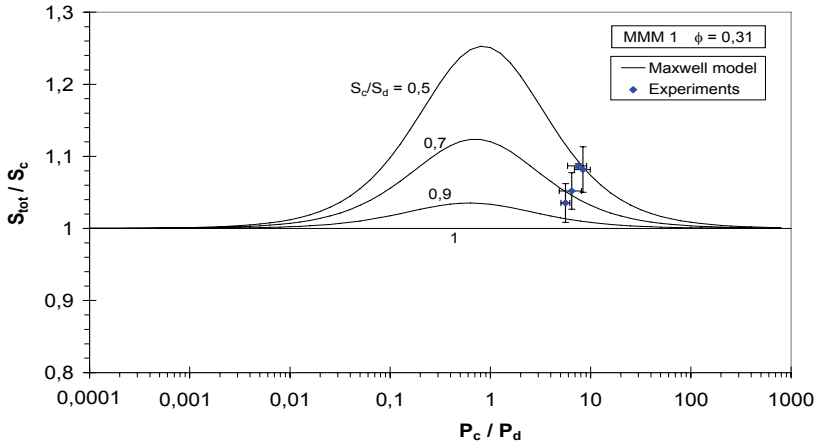 1,3
1,2
1,1
1
0,9
0,8
S_tot / S_c
MMM 1 ϕ = 0,31
Maxwell model
Experiments
S_c/S_d = 0,5
0,7
0,9
1
0,0001 0,001 0,01 0,1 1 10 100 1000
P_c / P_d